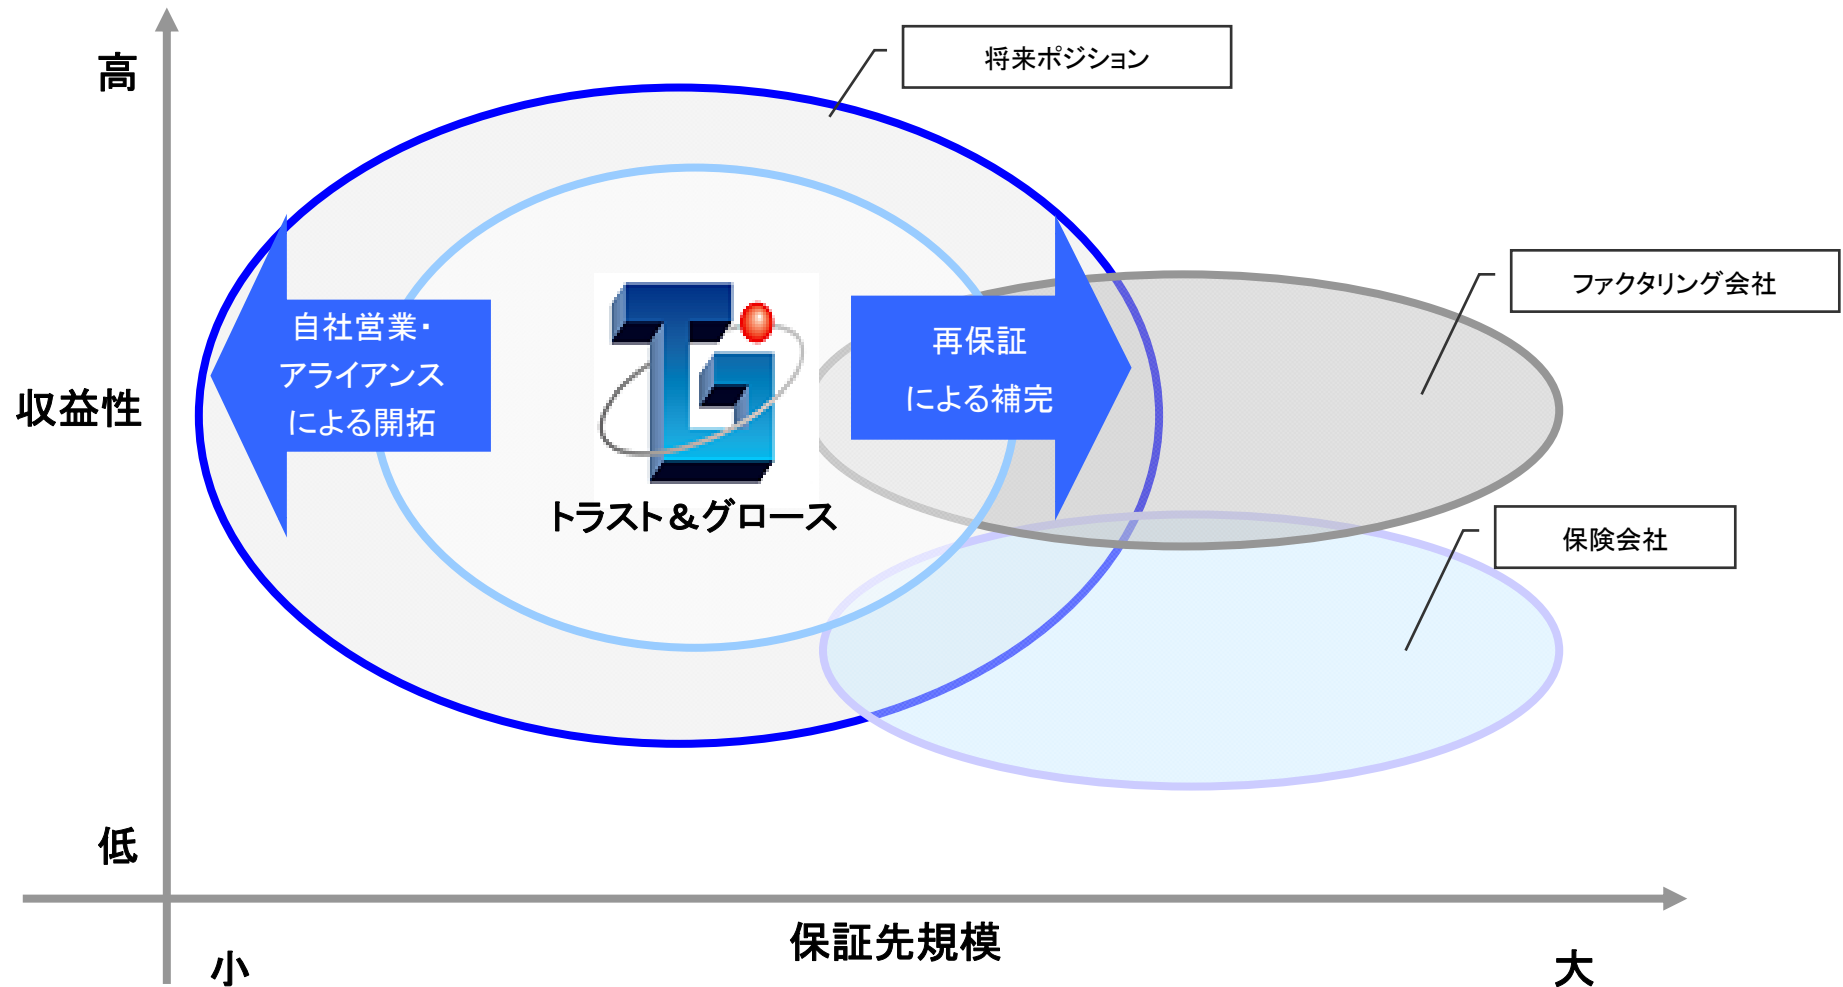 高
将来ポジション
ファクタリング会社
自社営業・
アライアンス
による開拓
再保証
による補完
収益性
トラスト＆グロース
保険会社
低
保証先規模
小
大